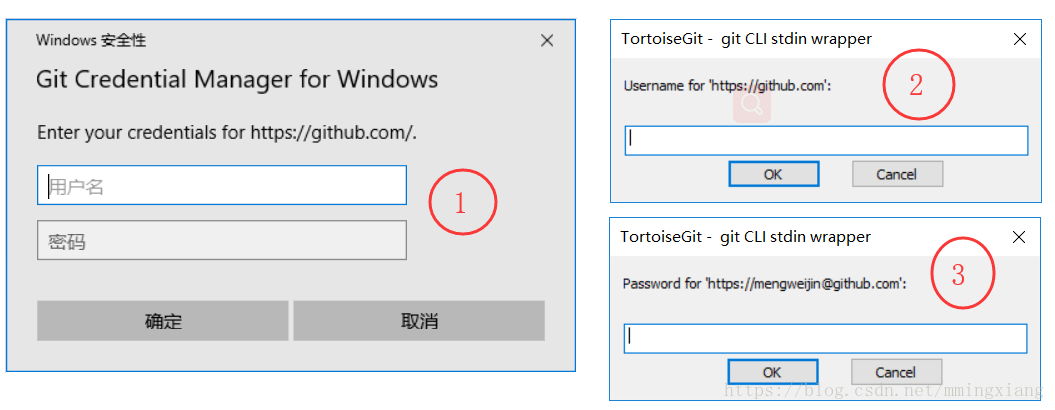 Windows 安全性
Git Credential Manager for Windows
Enter your credentials for https://github.com/.
用户名
密码
确定 取消
1
TortoiseGit - git CLI stdin wrapper
2
Username for 'https://github.com':
OK Cancel
TortoiseGit - git CLI stdin wrapper
3
Password for 'https://mengweijin@github.com':
OK Cancel
https://blog.csdn.net/mmingxiang